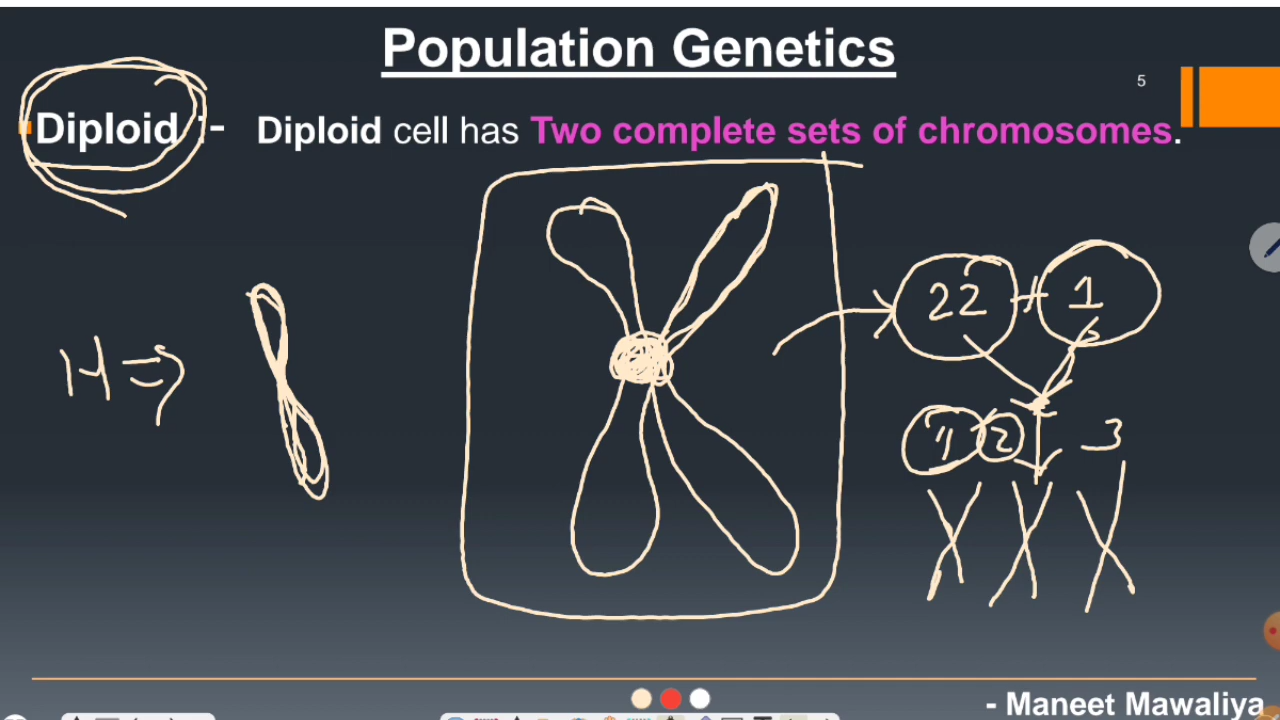 Population Genetics
5
Diploid :- Diploid cell has Two complete sets of chromosomes.
22 + 1
H ⇒
1 2 3
- Maneet Mawaliya